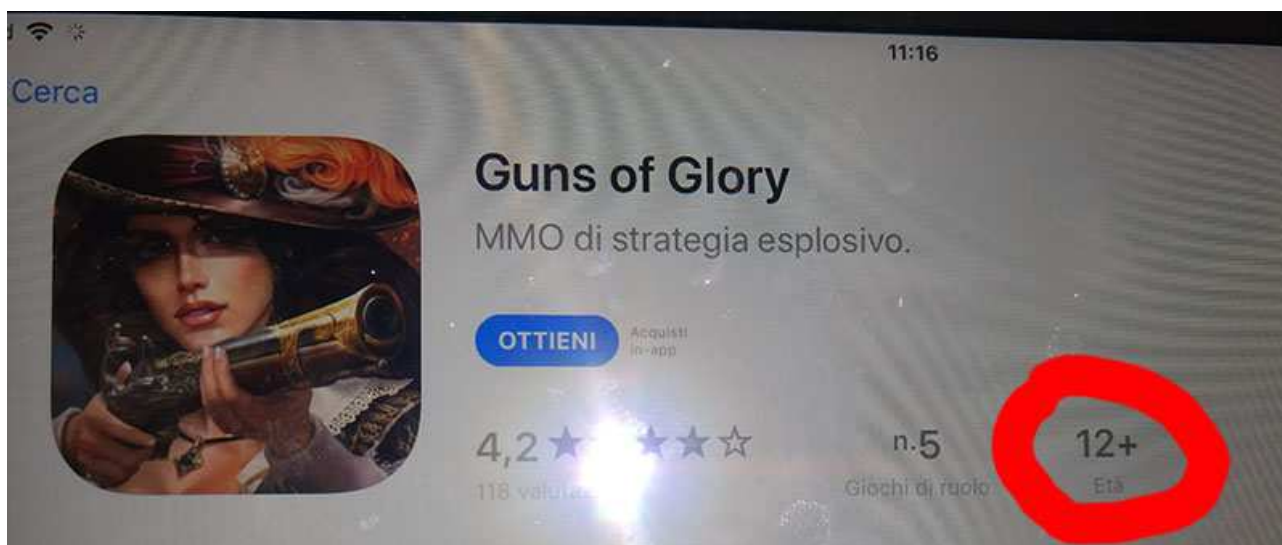 11:16
Cerca
Guns of Glory
MMO di strategia esplosivo.
OTTIENI
Acquisti
in-app
4,2
n.5
12+
118
Giochi di ruolo
Età